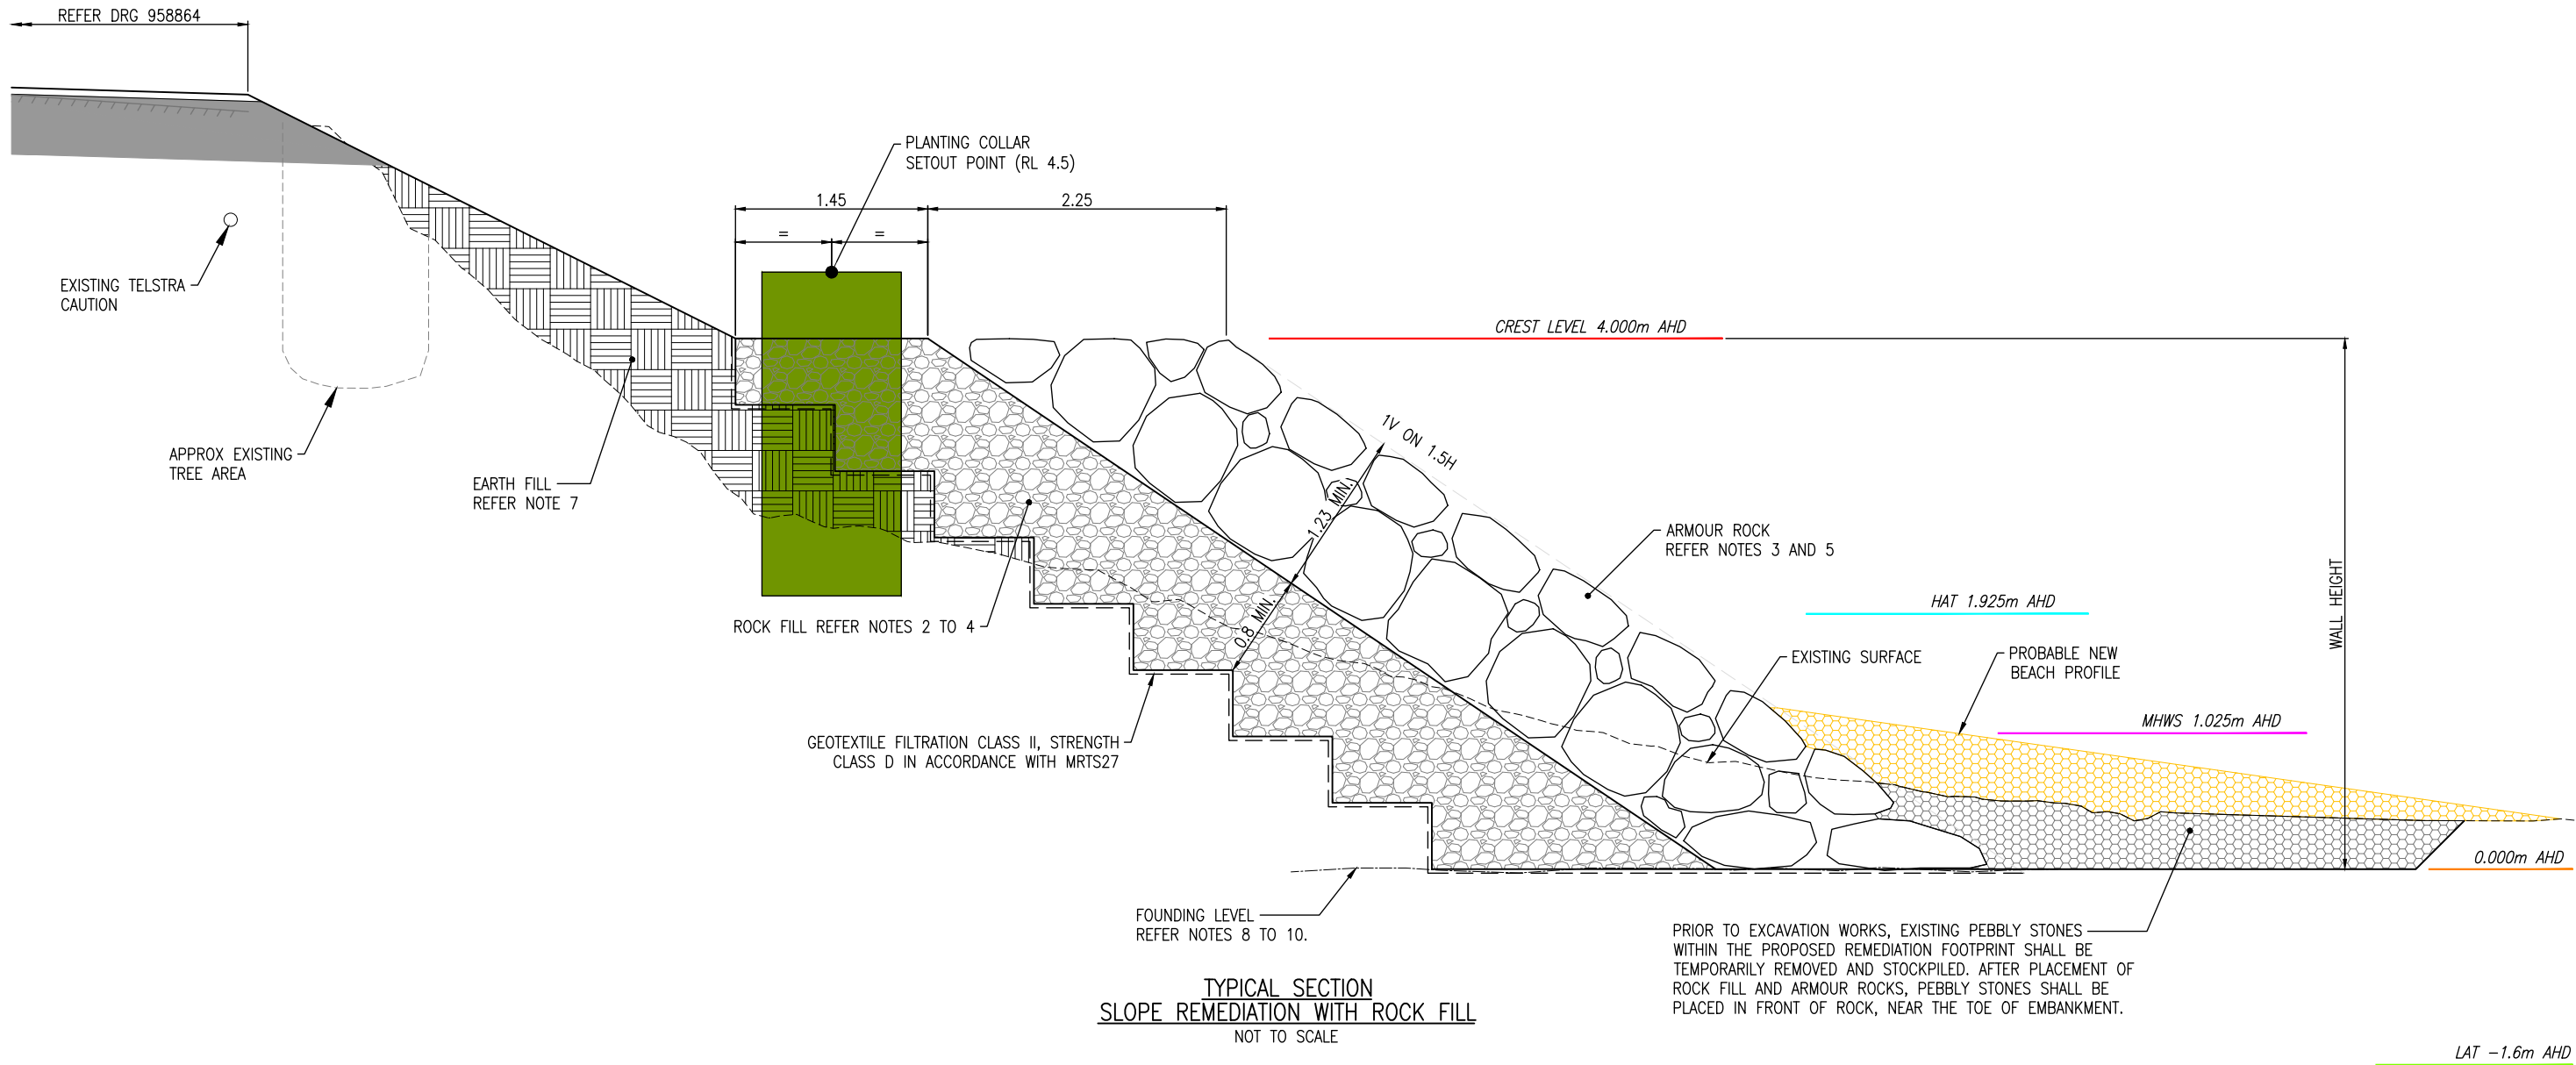 REFER DRG 958864
PLANTING COLLAR
SETOUT POINT (RL 4.5)
1.45
2.25
=
=
EXISTING TELSTRA
CAUTION
CREST LEVEL 4.000m AHD
1V ON 1.5H
APPROX EXISTING
TREE AREA
EARTH FILL
REFER NOTE 7
1.23 MIN.
ARMOUR ROCK
REFER NOTES 3 AND 5
HAT 1.925m AHD
WALL HEIGHT
0.8 MIN.
ROCK FILL REFER NOTES 2 TO 4
EXISTING SURFACE
PROBABLE NEW
BEACH PROFILE
MHWS 1.025m AHD
GEOTEXTILE FILTRATION CLASS II, STRENGTH
CLASS D IN ACCORDANCE WITH MRTS27
0.000m AHD
FOUNDING LEVEL
REFER NOTES 8 TO 10.
PRIOR TO EXCAVATION WORKS, EXISTING PEBBLY STONES
WITHIN THE PROPOSED REMEDIATION FOOTPRINT SHALL BE
TEMPORARILY REMOVED AND STOCKPILED. AFTER PLACEMENT OF
ROCK FILL AND ARMOUR ROCKS, PEBBLY STONES SHALL BE
PLACED IN FRONT OF ROCK, NEAR THE TOE OF EMBANKMENT.
TYPICAL SECTION
SLOPE REMEDIATION WITH ROCK FILL
NOT TO SCALE
LAT -1.6m AHD